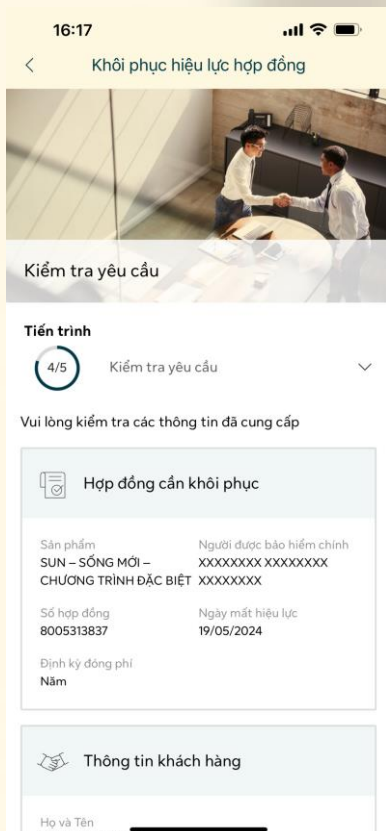 16:17
Khôi phục hiệu lực hợp đồng
Kiểm tra yêu cầu
Tiến trình
4/5 Kiểm tra yêu cầu
Vui lòng kiểm tra các thông tin đã cung cấp
Hợp đồng cần khôi phục
Sản phẩm Người được bảo hiểm chính
SUN – SỐNG MỚI – XXXXXXXX XXXXXXXX
CHƯƠNG TRÌNH ĐẶC BIỆT XXXXXXXX
Số hợp đồng Ngày mất hiệu lực
8005313837 19/05/2024
Định kỳ đóng phí
Năm
Thông tin khách hàng
Họ và Tên